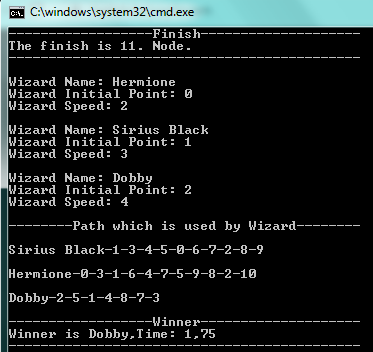 C:\windows\system32\cmd.exe
------------------Finish--------------------
The finish is 11. Node.
--------------------------------------------
Wizard Name: Hermione
Wizard Initial Point: 0
Wizard Speed: 2
Wizard Name: Sirius Black
Wizard Initial Point: 1
Wizard Speed: 3
Wizard Name: Dobby
Wizard Initial Point: 2
Wizard Speed: 4
--------Path which is used by Wizard--------
Sirius Black-1-3-4-5-0-6-7-2-8-9
Hermione-0-3-1-6-4-7-5-9-8-2-10
Dobby-2-5-1-4-8-7-3
------------------Winner--------------------
Winner is Dobby,Time: 1,75
--------------------------------------------